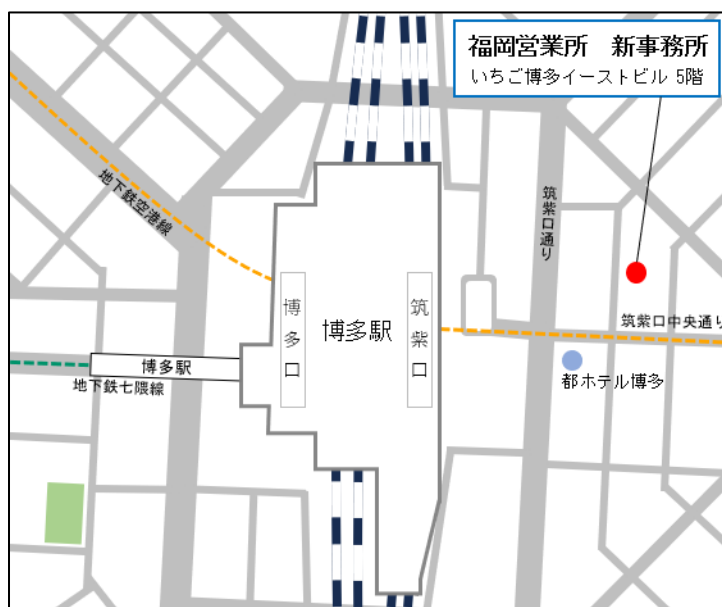 福岡営業所　新事務所
いちご博多イーストビル 5階
地下鉄空港線
筑紫口通り
博多口
博多駅
筑紫口
筑紫口中央通り
博多駅
地下鉄七隈線
都ホテル博多